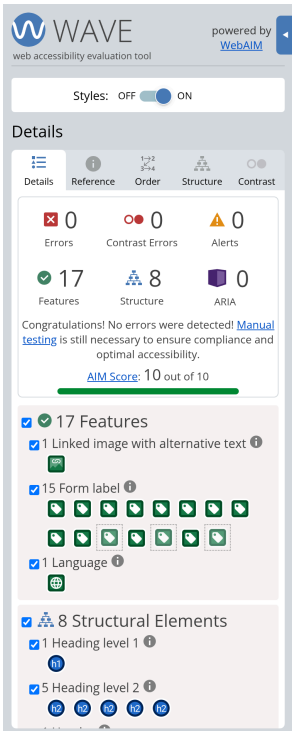 WAVE
powered by
WebAIM
web accessibility evaluation tool
Styles: OFF ON
Details
Details Reference Order Structure Contrast
0 0 0
Errors Contrast Errors Alerts
17 8 0
Features Structure ARIA
Congratulations! No errors were detected! Manual
testing is still necessary to ensure compliance and
optimal accessibility.
AIM Score: 10 out of 10
17 Features
1 Linked image with alternative text
15 Form label
1 Language
8 Structural Elements
1 Heading level 1
h1
5 Heading level 2
h2 h2 h2 h2 h2